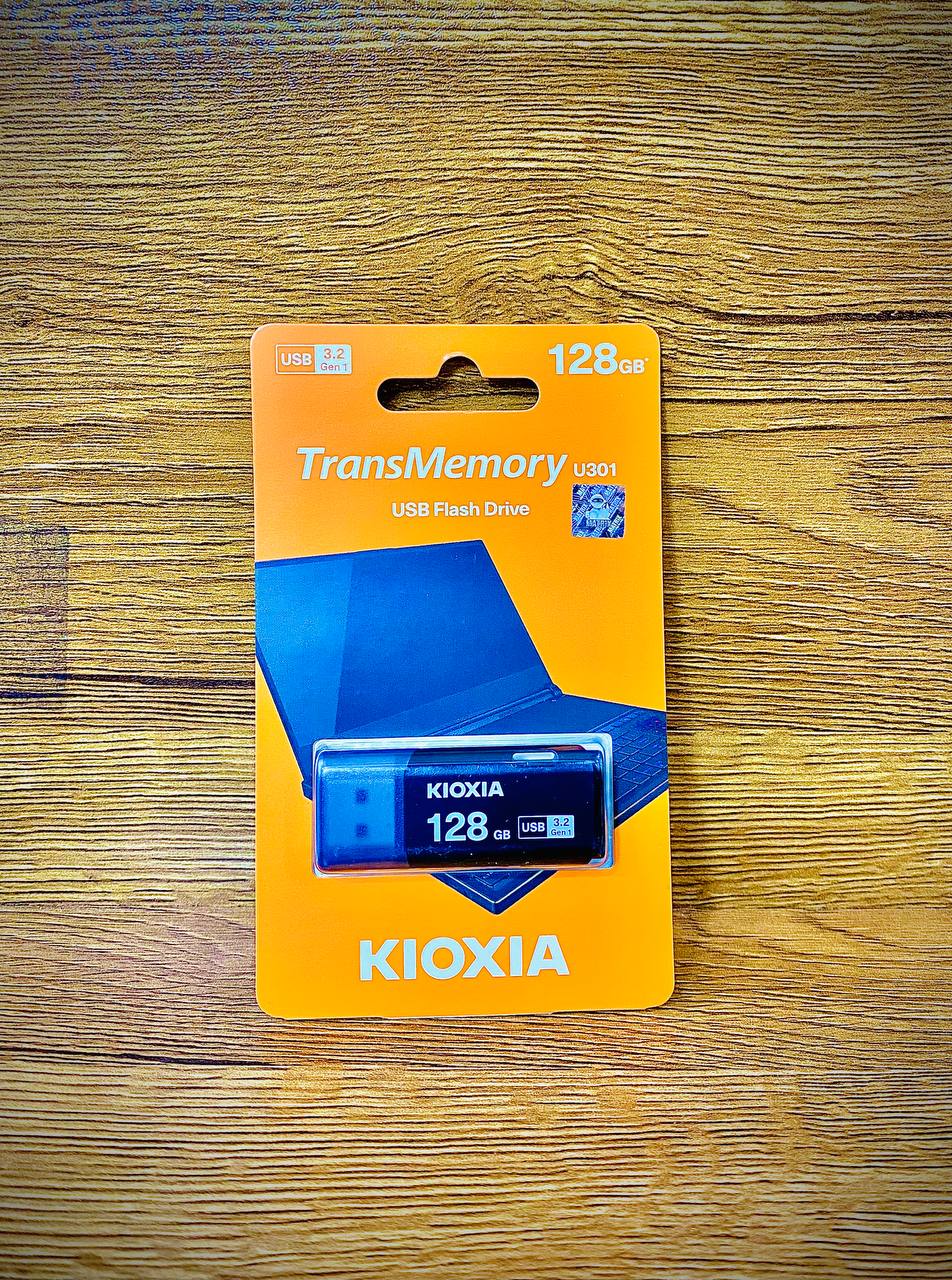 USB 3.2 Gen 1
128GB*
TransMemory U301
USB Flash Drive
KIOXIA
128 GB USB 3.2 Gen 1
KIOXIA